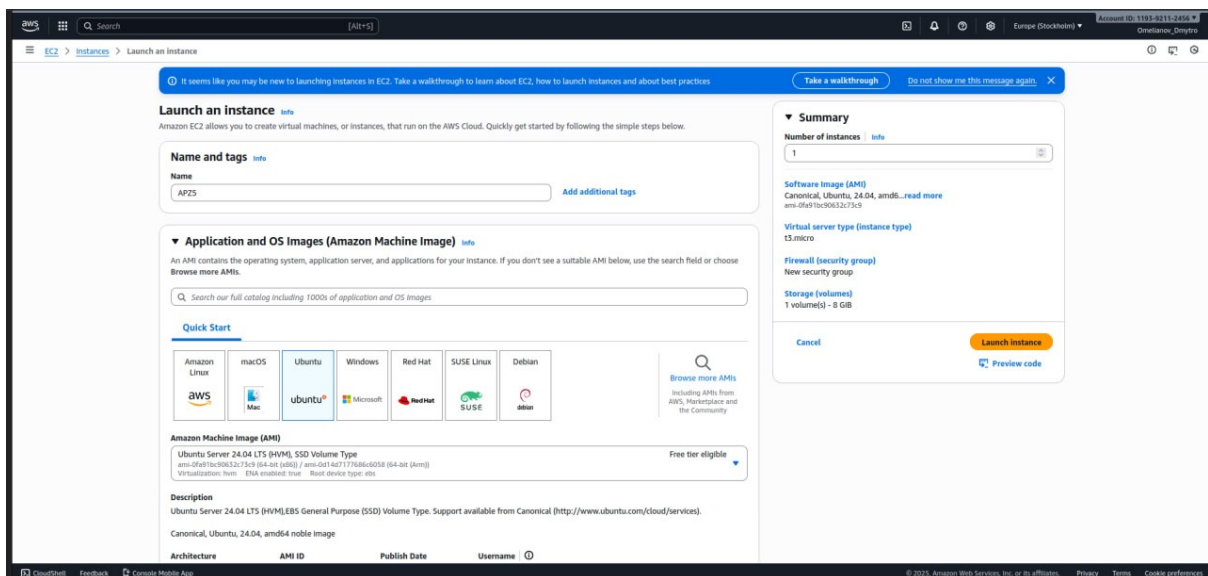 aws
Search [Alt+S]
Europe (Stockholm)
Account ID: 1193-9211-2456
Omelianov_Dmytro
EC2 > Instances > Launch an instance
It seems like you may be new to launching instances in EC2. Take a walkthrough to learn about EC2, how to launch instances and about best practices
Take a walkthrough
Do not show me this message again.
Launch an instance Info
Amazon EC2 allows you to create virtual machines, or instances, that run on the AWS Cloud. Quickly get started by following the simple steps below.
Name and tags Info
Name
APZ5
Add additional tags
Application and OS Images (Amazon Machine Image) Info
An AMI contains the operating system, application server, and applications for your instance. If you don't see a suitable AMI below, use the search field or choose
Browse more AMIs.
Search our full catalog including 1000s of application and OS images
Quick Start
Amazon Linux
aws
macOS
Mac
Ubuntu
ubuntu
Windows
Microsoft
Red Hat
Red Hat
SUSE Linux
SUSE
Debian
debian
Browse more AMIs
Including AMIs from
AWS, Marketplace and
the Community
Amazon Machine Image (AMI)
Ubuntu Server 24.04 LTS (HVM), SSD Volume Type
Free tier eligible
ami-0fa91bc90632c73c9 (64-bit (x86)) / ami-0d14d7177686c6058 (64-bit (Arm))
Virtualization: hvm ENA enabled: true Root device type: ebs
Description
Ubuntu Server 24.04 LTS (HVM),EBS General Purpose (SSD) Volume Type. Support available from Canonical (http://www.ubuntu.com/cloud/services).
Canonical, Ubuntu, 24.04, amd64 noble image
Architecture AMI ID Publish Date Username
Summary
Number of instances Info
1
Software Image (AMI)
Canonical, Ubuntu, 24.04, amd6...read more
ami-0fa91bc90632c73c9
Virtual server type (instance type)
t3.micro
Firewall (security group)
New security group
Storage (volumes)
1 volume(s) - 8 GiB
Cancel
Launch instance
Preview code
CloudShell Feedback Console Mobile App
© 2025, Amazon Web Services, Inc. or its affiliates. Privacy Terms Cookie preferences